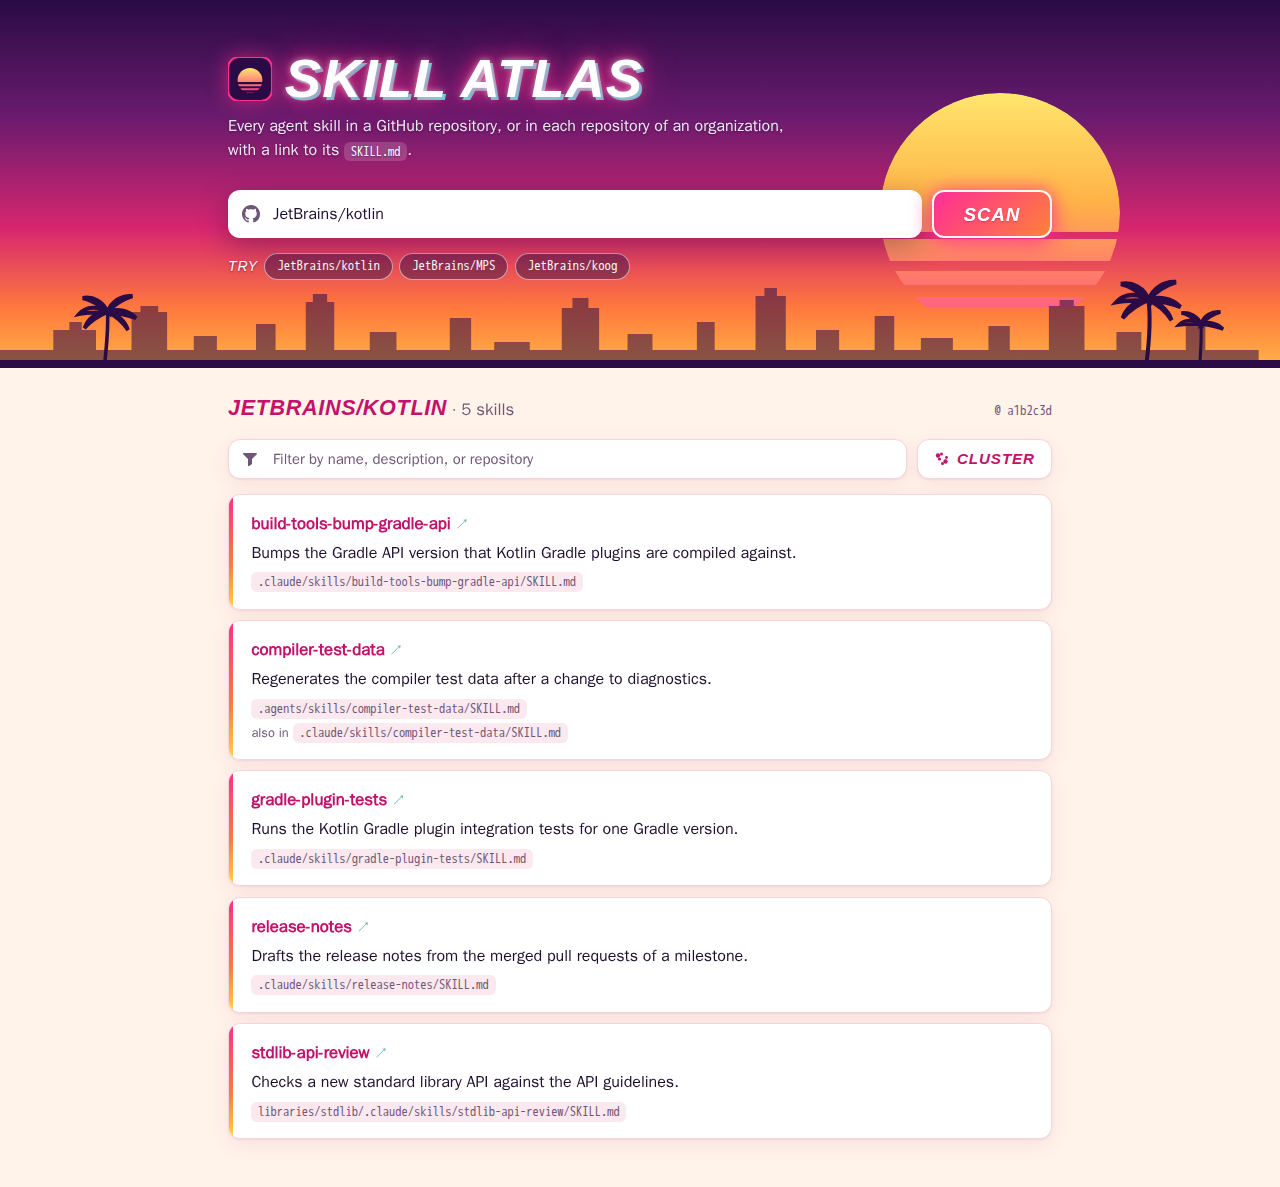 SKILL ATLAS
Every agent skill in a GitHub repository, or in each repository of an organization,
with a link to its SKILL.md.
JetBrains/kotlin
SCAN
TRY JetBrains/kotlin JetBrains/MPS JetBrains/koog
JETBRAINS/KOTLIN · 5 skills
@ a1b2c3d
Filter by name, description, or repository
CLUSTER
build-tools-bump-gradle-api ↗
Bumps the Gradle API version that Kotlin Gradle plugins are compiled against.
.claude/skills/build-tools-bump-gradle-api/SKILL.md
compiler-test-data ↗
Regenerates the compiler test data after a change to diagnostics.
.agents/skills/compiler-test-data/SKILL.md
also in .claude/skills/compiler-test-data/SKILL.md
gradle-plugin-tests ↗
Runs the Kotlin Gradle plugin integration tests for one Gradle version.
.claude/skills/gradle-plugin-tests/SKILL.md
release-notes ↗
Drafts the release notes from the merged pull requests of a milestone.
.claude/skills/release-notes/SKILL.md
stdlib-api-review ↗
Checks a new standard library API against the API guidelines.
libraries/stdlib/.claude/skills/stdlib-api-review/SKILL.md